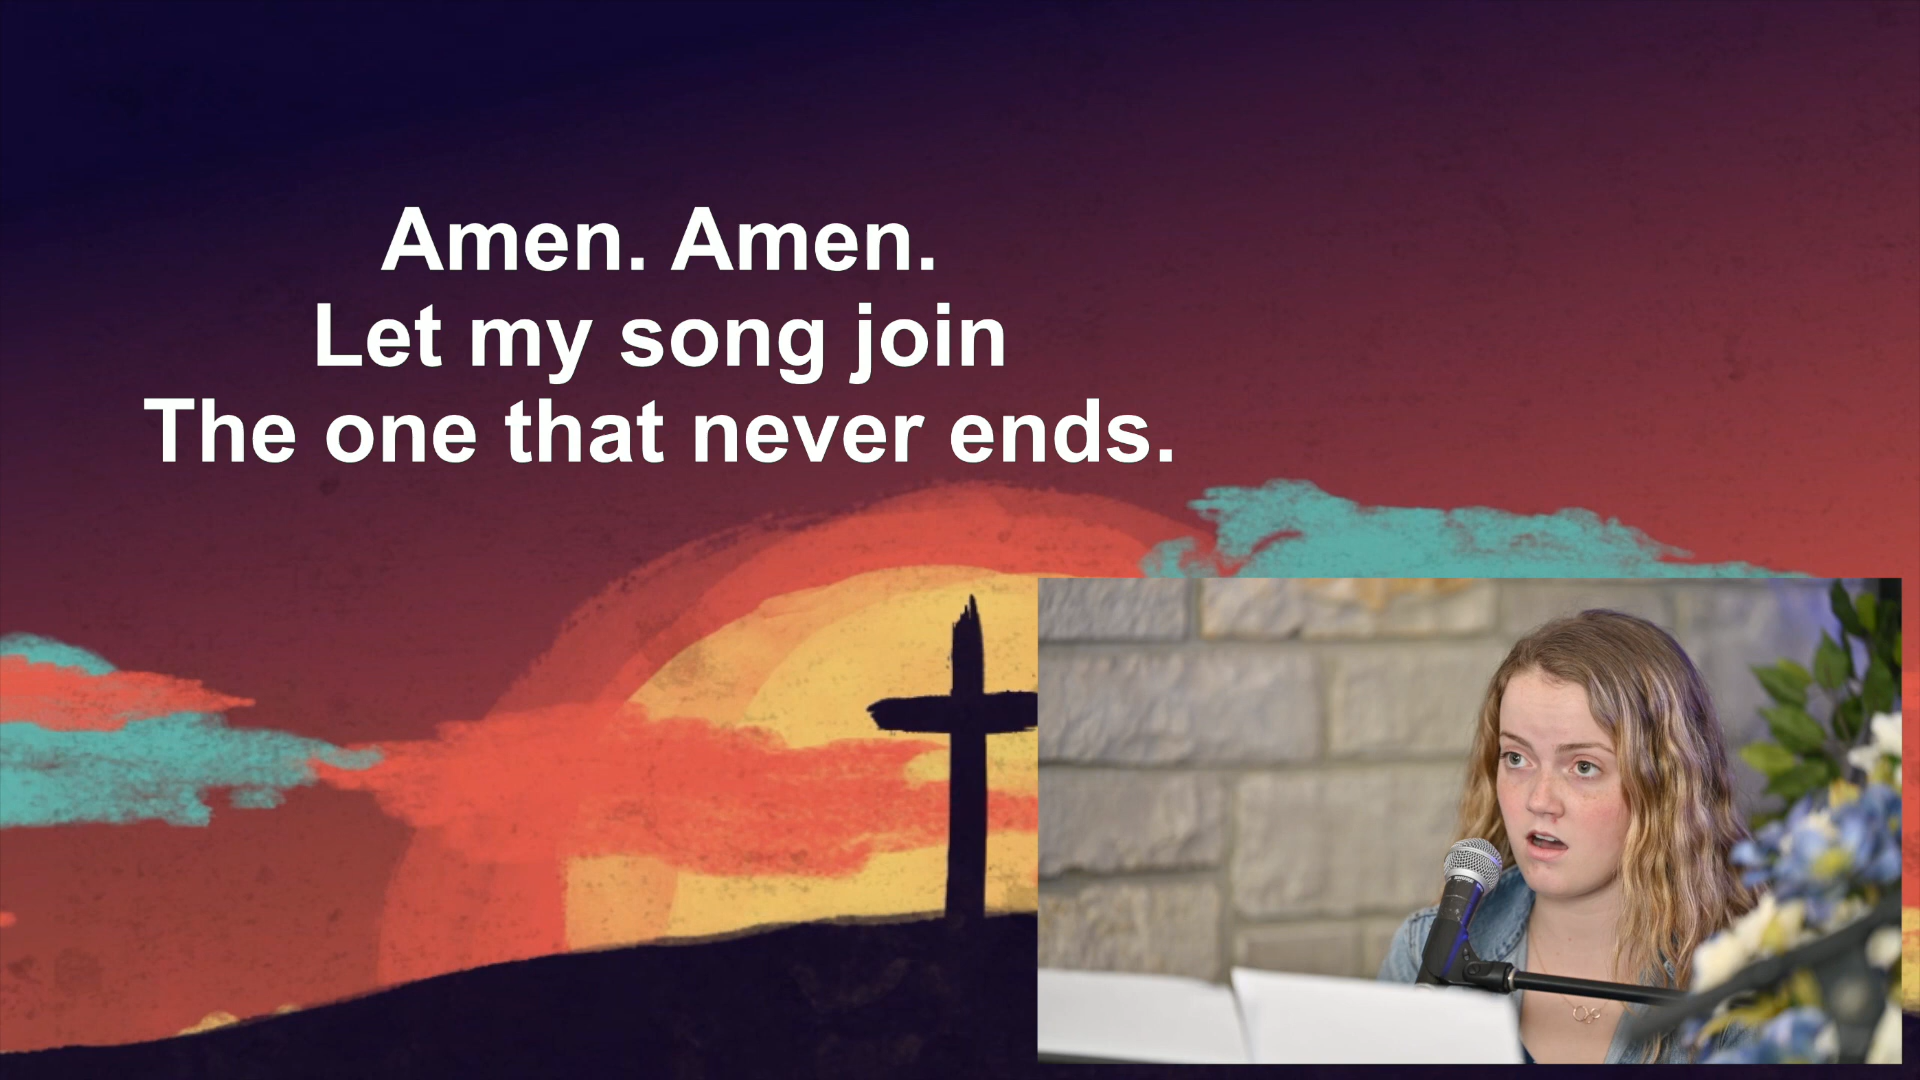 Amen. Amen.
Let my song join
The one that never ends.